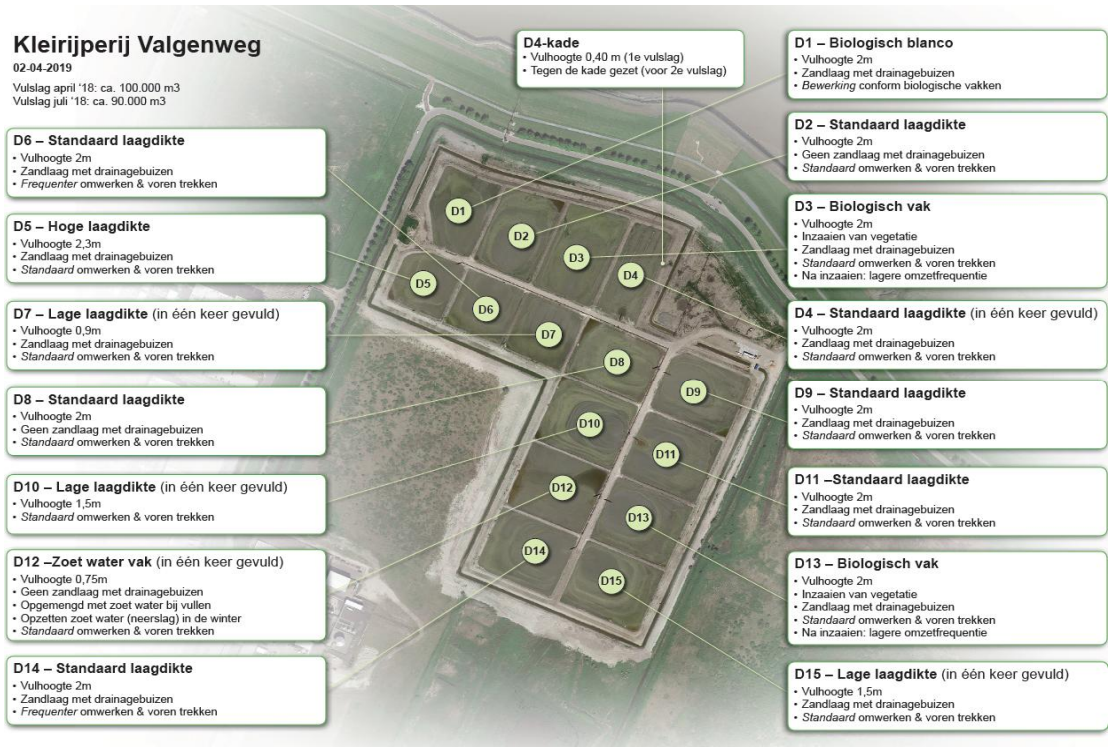 Kleirijperij Valgenweg
02-04-2019
Vulslag april '18: ca. 100.000 m3
Vulslag juli '18: ca. 90.000 m3
D6 – Standaard laagdikte
• Vulhoogte 2m
• Zandlaag met drainagebuizen
• Frequenter omwerken & voren trekken
D5 – Hoge laagdikte
• Vulhoogte 2,3m
• Zandlaag met drainagebuizen
• Standaard omwerken & voren trekken
D7 – Lage laagdikte (in één keer gevuld)
• Vulhoogte 0,9m
• Zandlaag met drainagebuizen
• Standaard omwerken & voren trekken
D8 – Standaard laagdikte
• Vulhoogte 2m
• Geen zandlaag met drainagebuizen
• Standaard omwerken & voren trekken
D10 – Lage laagdikte (in één keer gevuld)
• Vulhoogte 1,5m
• Standaard omwerken & voren trekken
D12 –Zoet water vak (in één keer gevuld)
• Vulhoogte 0,75m
• Geen zandlaag met drainagebuizen
• Opgemengd met zoet water bij vullen
• Opzetten zoet water (neerslag) in de winter
• Standaard omwerken & voren trekken
D14 – Standaard laagdikte
• Vulhoogte 2m
• Zandlaag met drainagebuizen
• Frequenter omwerken & voren trekken
D4-kade
• Vulhoogte 0,40 m (1e vulslag)
• Tegen de kade gezet (voor 2e vulslag)
D1
D2
D3
D4
D5
D6
D7
D8
D9
D10
D11
D12
D13
D14
D15
D1 – Biologisch blanco
• Vulhoogte 2m
• Zandlaag met drainagebuizen
• Bewerking conform biologische vakken
D2 – Standaard laagdikte
• Vulhoogte 2m
• Geen zandlaag met drainagebuizen
• Standaard omwerken & voren trekken
D3 – Biologisch vak
• Vulhoogte 2m
• Inzaaien van vegetatie
• Zandlaag met drainagebuizen
• Standaard omwerken & voren trekken
• Na inzaaien: lagere omzetfrequentie
D4 – Standaard laagdikte (in één keer gevuld)
• Vulhoogte 2m
• Zandlaag met drainagebuizen
• Standaard omwerken & voren trekken
D9 – Standaard laagdikte
• Vulhoogte 2m
• Zandlaag met drainagebuizen
• Standaard omwerken & voren trekken
D11 –Standaard laagdikte
• Vulhoogte 2m
• Zandlaag met drainagebuizen
• Standaard omwerken & voren trekken
D13 – Biologisch vak
• Vulhoogte 2m
• Inzaaien van vegetatie
• Zandlaag met drainagebuizen
• Standaard omwerken & voren trekken
• Na inzaaien: lagere omzetfrequentie
D15 – Lage laagdikte (in één keer gevuld)
• Vulhoogte 1,5m
• Zandlaag met drainagebuizen
• Standaard omwerken & voren trekken